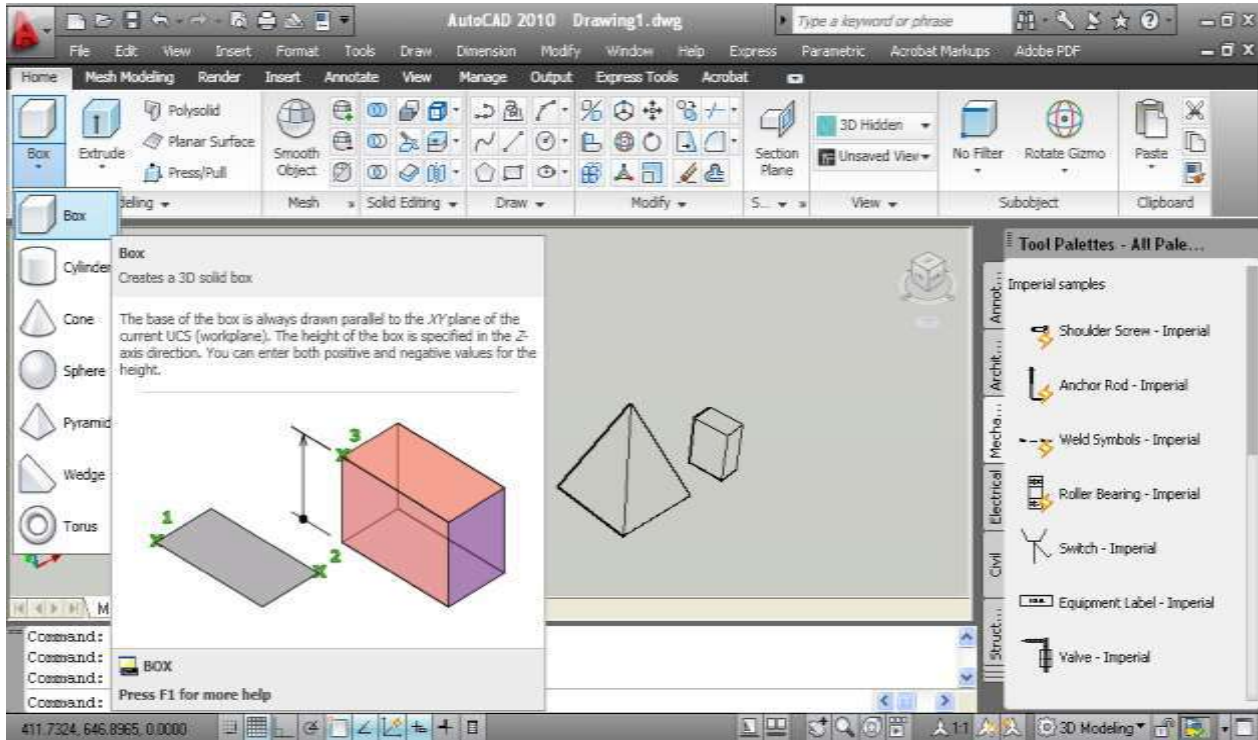 AutoCAD 2010 Drawing1.dwg
Type a keyword or phrase
File Edit View Insert Format Tools Draw Dimension Modify Window Help Express Parametric Acrobat Markups Adobe PDF
Home Mesh Modeling Render Insert Annotate View Manage Output Express Tools Acrobat
Box
Extrude
Polysolid
Planar Surface
Press/Pull
Smooth
Object
Section
Plane
3D Hidden
Unsaved View
No Filter
Rotate Gizmo
Paste
deling
Mesh
Solid Editing
Draw
Modify
S...
View
Subobject
Clipboard
Box
Cylinder
Cone
Sphere
Pyramid
Wedge
Torus
Box
Creates a 3D solid box
The base of the box is always drawn parallel to the XY plane of the
current UCS (workplane). The height of the box is specified in the Z-
axis direction. You can enter both positive and negative values for the
height.
1
2
3
BOX
Press F1 for more help
M
Command:
Command:
Command:
Command:
Tool Palettes - All Pale...
Annot...
Archit...
Mecha...
Electrical
Civil
Struct...
Imperial samples
Shoulder Screw - Imperial
Anchor Rod - Imperial
Weld Symbols - Imperial
Roller Bearing - Imperial
Switch - Imperial
Equipment Label - Imperial
Valve - Imperial
411.7324, 646.8965, 0.0000
1:1
3D Modeling